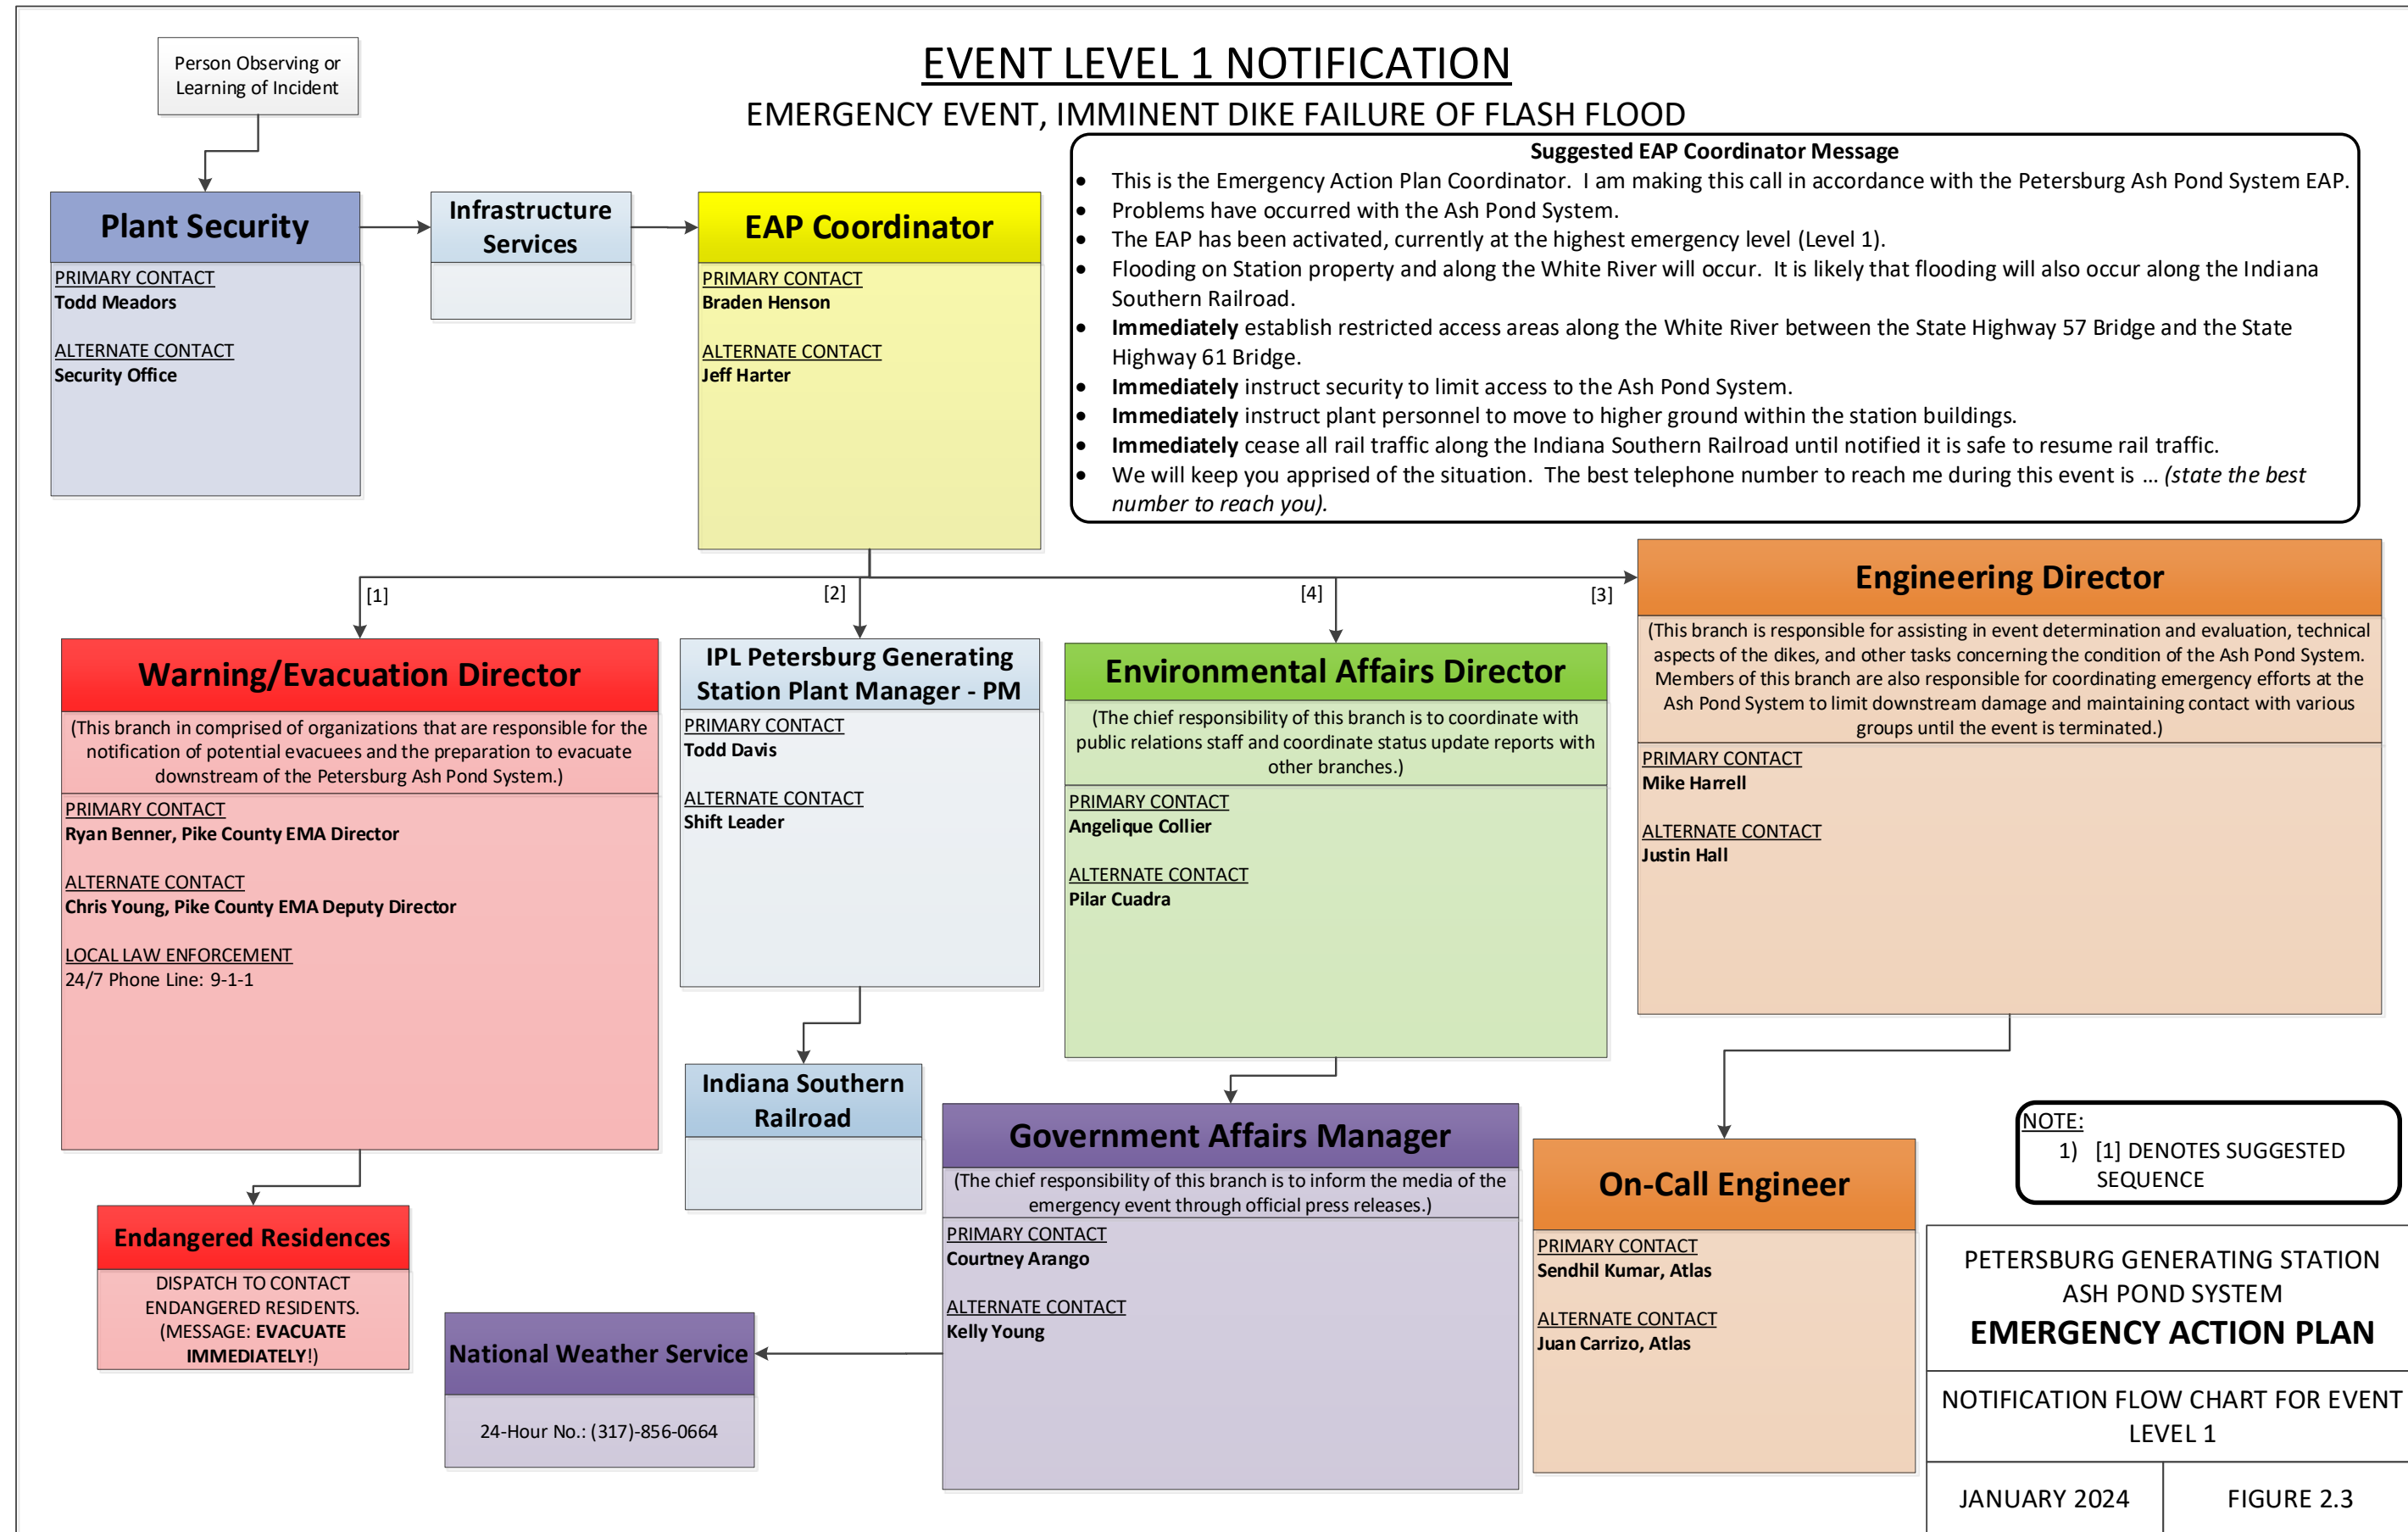 Person Observing or
Learning of Incident
EVENT LEVEL 1 NOTIFICATION
EMERGENCY EVENT, IMMINENT DIKE FAILURE OF FLASH FLOOD
Plant Security
PRIMARY CONTACT
Todd Meadors
ALTERNATE CONTACT
Security Office
Infrastructure
Services
EAP Coordinator
PRIMARY CONTACT
Braden Henson
ALTERNATE CONTACT
Jeff Harter
Suggested EAP Coordinator Message
• This is the Emergency Action Plan Coordinator. I am making this call in accordance with the Petersburg Ash Pond System EAP.
• Problems have occurred with the Ash Pond System.
• The EAP has been activated, currently at the highest emergency level (Level 1).
• Flooding on Station property and along the White River will occur. It is likely that flooding will also occur along the Indiana
Southern Railroad.
• Immediately establish restricted access areas along the White River between the State Highway 57 Bridge and the State
Highway 61 Bridge.
• Immediately instruct security to limit access to the Ash Pond System.
• Immediately instruct plant personnel to move to higher ground within the station buildings.
• Immediately cease all rail traffic along the Indiana Southern Railroad until notified it is safe to resume rail traffic.
• We will keep you apprised of the situation. The best telephone number to reach me during this event is ... (state the best
number to reach you).
[1]
[2]
[4]
[3]
Warning/Evacuation Director
(This branch in comprised of organizations that are responsible for the
notification of potential evacuees and the preparation to evacuate
downstream of the Petersburg Ash Pond System.)
PRIMARY CONTACT
Ryan Benner, Pike County EMA Director
ALTERNATE CONTACT
Chris Young, Pike County EMA Deputy Director
LOCAL LAW ENFORCEMENT
24/7 Phone Line: 9-1-1
IPL Petersburg Generating
Station Plant Manager - PM
PRIMARY CONTACT
Todd Davis
ALTERNATE CONTACT
Shift Leader
Environmental Affairs Director
(The chief responsibility of this branch is to coordinate with
public relations staff and coordinate status update reports with
other branches.)
PRIMARY CONTACT
Angelique Collier
ALTERNATE CONTACT
Pilar Cuadra
Engineering Director
(This branch is responsible for assisting in event determination and evaluation, technical
aspects of the dikes, and other tasks concerning the condition of the Ash Pond System.
Members of this branch are also responsible for coordinating emergency efforts at the
Ash Pond System to limit downstream damage and maintaining contact with various
groups until the event is terminated.)
PRIMARY CONTACT
Mike Harrell
ALTERNATE CONTACT
Justin Hall
Endangered Residences
DISPATCH TO CONTACT
ENDANGERED RESIDENTS.
(MESSAGE: EVACUATE
IMMEDIATELY!)
Indiana Southern
Railroad
Government Affairs Manager
(The chief responsibility of this branch is to inform the media of the
emergency event through official press releases.)
PRIMARY CONTACT
Courtney Arango
ALTERNATE CONTACT
Kelly Young
National Weather Service
24-Hour No.: (317)-856-0664
On-Call Engineer
PRIMARY CONTACT
Sendhil Kumar, Atlas
ALTERNATE CONTACT
Juan Carrizo, Atlas
NOTE:
1) [1] DENOTES SUGGESTED
SEQUENCE
PETERSBURG GENERATING STATION
ASH POND SYSTEM
EMERGENCY ACTION PLAN
NOTIFICATION FLOW CHART FOR EVENT
LEVEL 1
JANUARY 2024
FIGURE 2.3